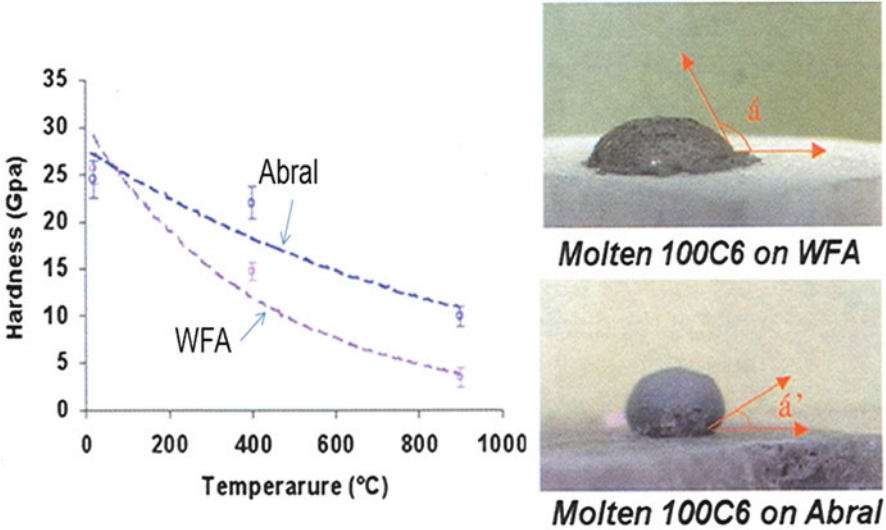 35
30
25
20
15
10
5
0
Hardness (Gpa)
Abral
WFA
0 200 400 600 800 1000
Temperarure (°C)
á
Molten 100C6 on WFA
á'
Molten 100C6 on Abral